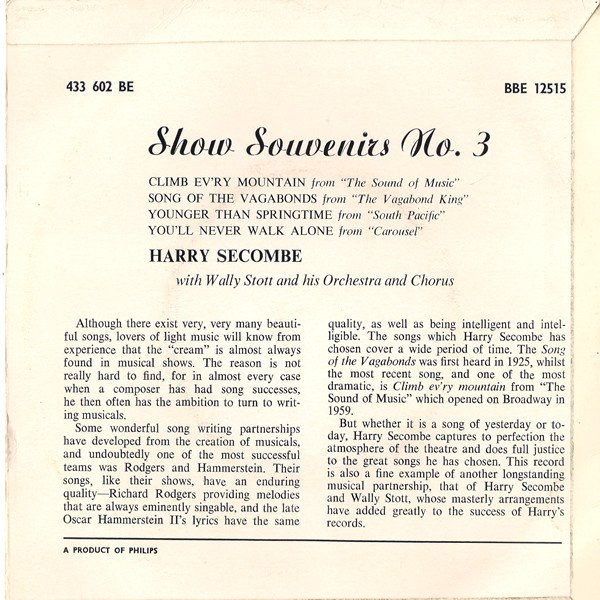 433 602 BE
BBE 12515
Show Souvenirs No. 3
CLIMB EV'RY MOUNTAIN from "The Sound of Music"
SONG OF THE VAGABONDS from "The Vagabond King"
YOUNGER THAN SPRINGTIME from "South Pacific"
YOU'LL NEVER WALK ALONE from "Carousel"
HARRY SECOMBE
with Wally Stott and his Orchestra and Chorus
Although there exist very, very many beauti-
ful songs, lovers of light music will know from
experience that the "cream" is almost always
found in musical shows. The reason is not
really hard to find, for in almost every case
when a composer has had song successes,
he then often has the ambition to turn to writ-
ing musicals.
Some wonderful song writing partnerships
have developed from the creation of musicals,
and undoubtedly one of the most successful
teams was Rodgers and Hammerstein. Their
songs, like their shows, have an enduring
quality—Richard Rodgers providing melodies
that are always eminently singable, and the late
Oscar Hammerstein II's lyrics have the same
quality, as well as being intelligent and intel-
ligible. The songs which Harry Secombe has
chosen cover a wide period of time. The Song
of the Vagabonds was first heard in 1925, whilst
the most recent song, and one of the most
dramatic, is Climb ev'ry mountain from "The
Sound of Music" which opened on Broadway in
1959.
But whether it is a song of yesterday or to-
day, Harry Secombe captures to perfection the
atmosphere of the theatre and does full justice
to the great songs he has chosen. This record
is also a fine example of another longstanding
musical partnership, that of Harry Secombe
and Wally Stott, whose masterly arrangements
have added greatly to the success of Harry's
records.
A PRODUCT OF PHILIPS